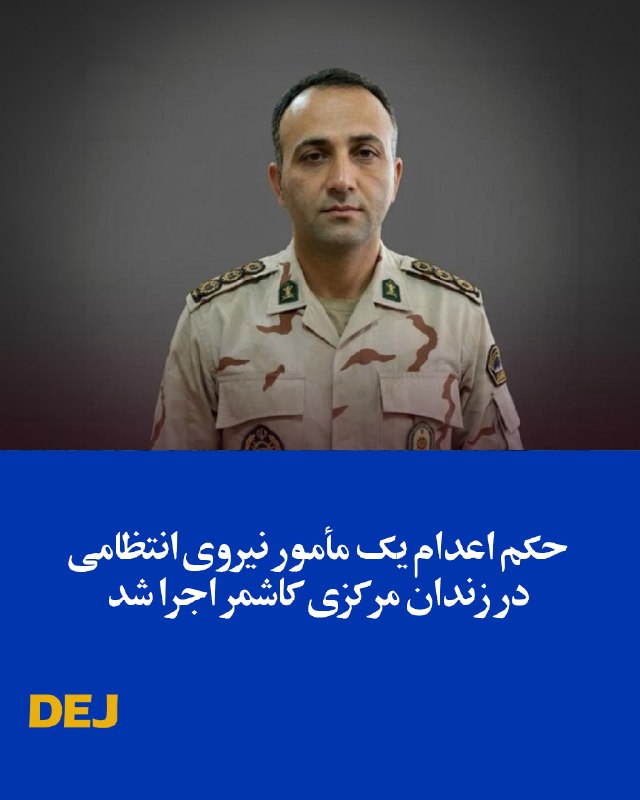 حکم اعدام یک مأمور نیروی انتظامی
در زندان مرکزی کاشمر اجرا شد
DEJ